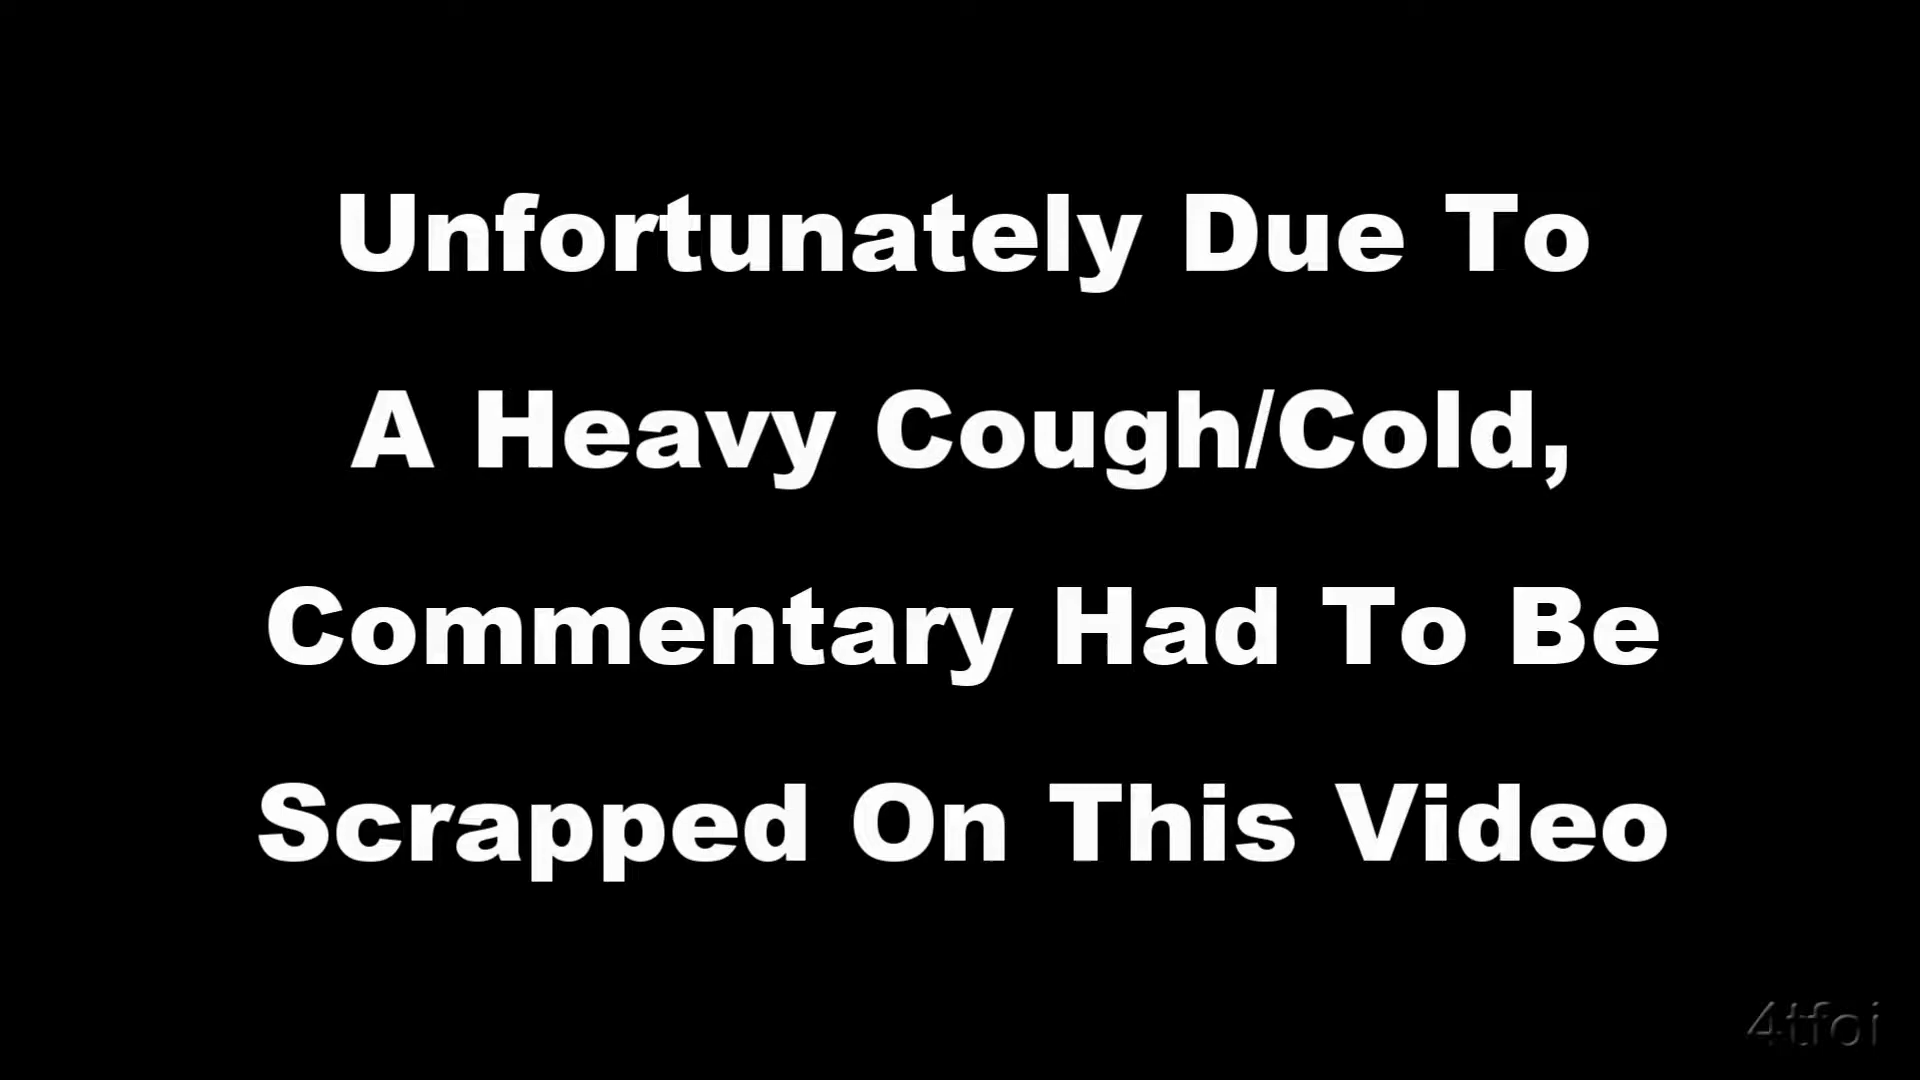 Unfortunately Due To
A Heavy Cough/Cold,
Commentary Had To Be
Scrapped On This Video
4tfoi